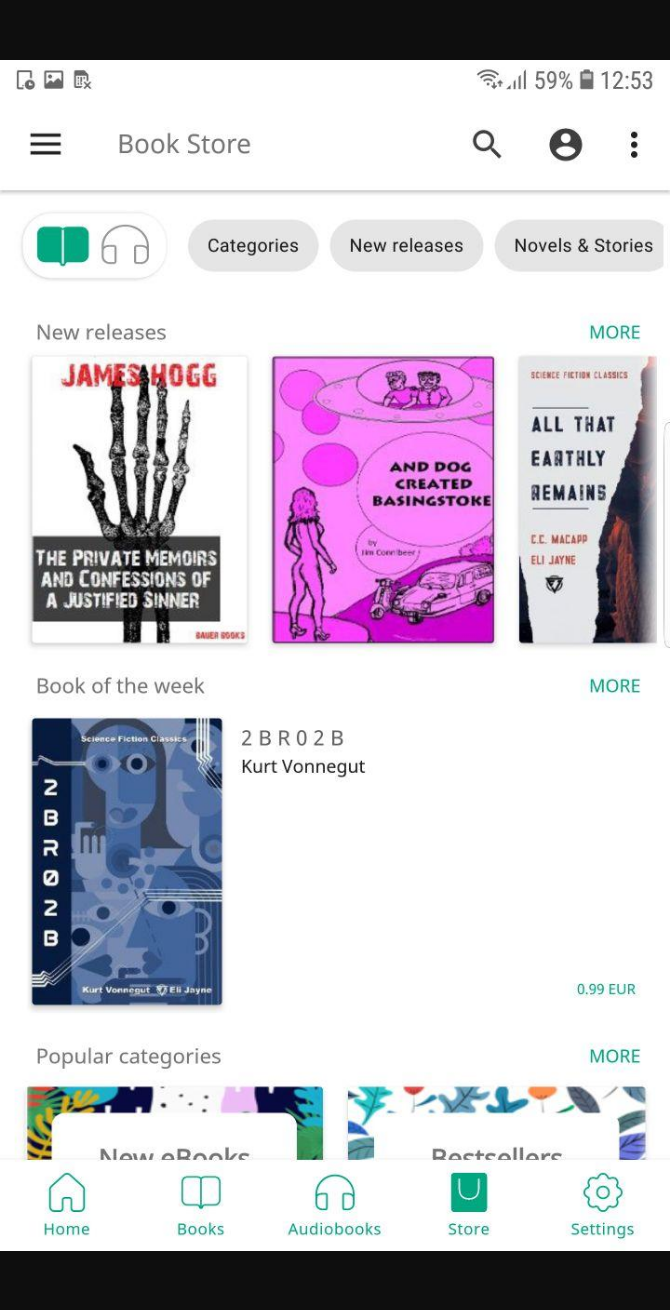 59% 12:53
Book Store
Categories
New releases
Novels & Stories
New releases
MORE
JAMES HOGG
THE PRIVATE MEMOIRS
AND CONFESSIONS OF
A JUSTIFIED SINNER
BAUER BOOKS
AND DOG
CREATED
BASINGSTOKE
by
Jim Connibeer
SCIENCE FICTION CLASSICS
ALL THAT
EARTHLY
REMAINS
C.C. MACAPP
ELI JAYNE
Book of the week
MORE
Science Fiction Classics
2
B
R
0
2
B
Kurt Vonnegut
Eli Jayne
2 B R 0 2 B
Kurt Vonnegut
0.99 EUR
Popular categories
MORE
New eBooks
Bestsellers
Home
Books
Audiobooks
Store
Settings